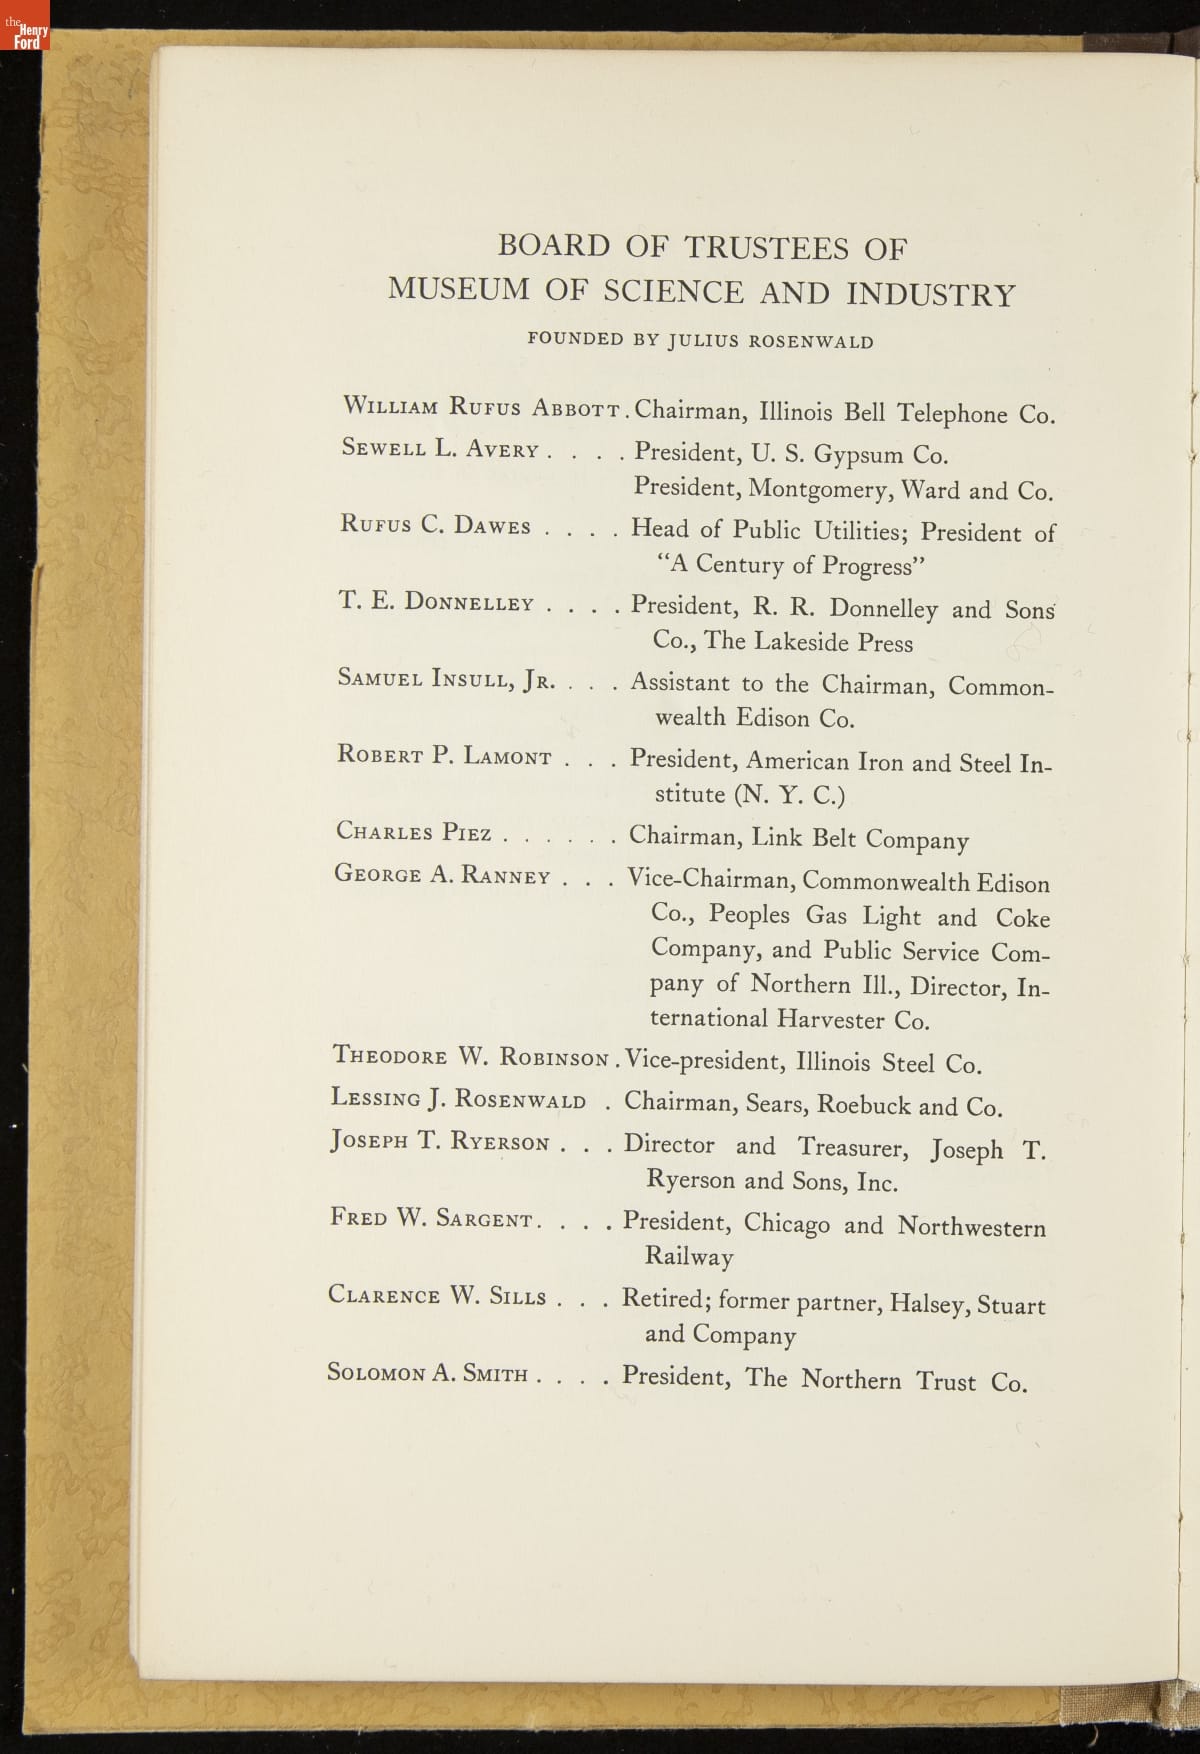 the
Henry
Ford
BOARD OF TRUSTEES OF
MUSEUM OF SCIENCE AND INDUSTRY
FOUNDED BY JULIUS ROSENWALD
WILLIAM RUFUS ABBOTT . Chairman, Illinois Bell Telephone Co.
SEWELL L. AVERY . . . . President, U. S. Gypsum Co.
President, Montgomery, Ward and Co.
RUFUS C. DAWES . . . . Head of Public Utilities; President of
“A Century of Progress”
T. E. DONNELLEY . . . . President, R. R. Donnelley and Sons
Co., The Lakeside Press
SAMUEL INSULL, JR. . . . Assistant to the Chairman, Common-
wealth Edison Co.
ROBERT P. LAMONT . . . President, American Iron and Steel In-
stitute (N. Y. C.)
CHARLES PIEZ . . . . . . Chairman, Link Belt Company
GEORGE A. RANNEY . . . Vice-Chairman, Commonwealth Edison
Co., Peoples Gas Light and Coke
Company, and Public Service Com-
pany of Northern Ill., Director, In-
ternational Harvester Co.
THEODORE W. ROBINSON . Vice-president, Illinois Steel Co.
LESSING J. ROSENWALD . Chairman, Sears, Roebuck and Co.
JOSEPH T. RYERSON . . . Director and Treasurer, Joseph T.
Ryerson and Sons, Inc.
FRED W. SARGENT. . . . President, Chicago and Northwestern
Railway
CLARENCE W. SILLS . . . Retired; former partner, Halsey, Stuart
and Company
SOLOMON A. SMITH . . . . President, The Northern Trust Co.